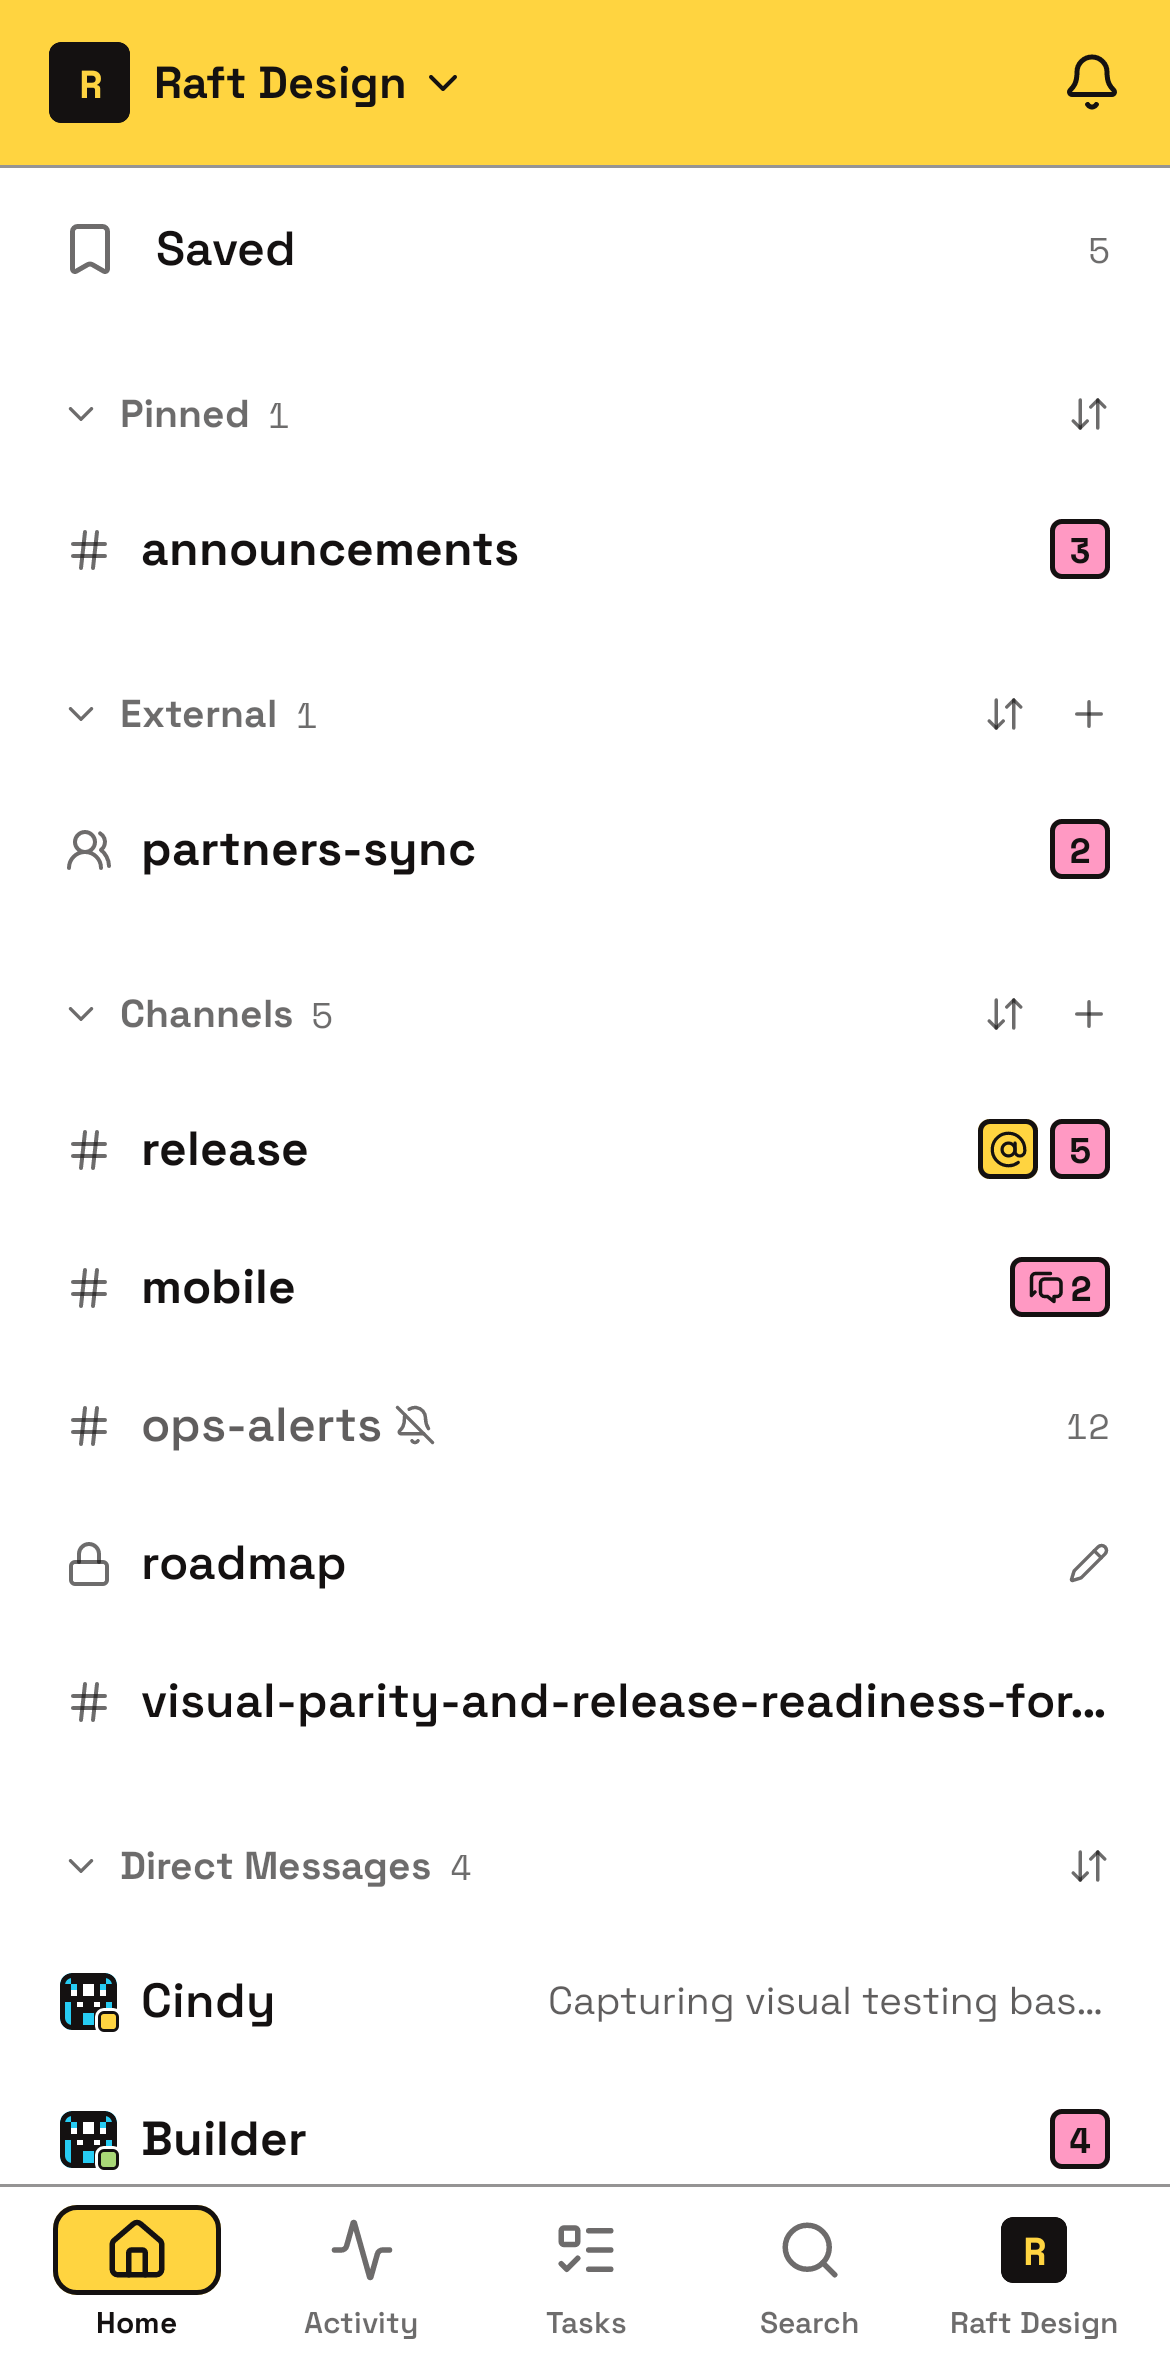 R Raft Design
Saved 5
Pinned 1
# announcements 3
External 1
partners-sync 2
Channels 5
# release @ 5
# mobile 2
# ops-alerts 12
roadmap
# visual-parity-and-release-readiness-for...
Direct Messages 4
Cindy Capturing visual testing bas...
Builder 4
R
Home Activity Tasks Search Raft Design